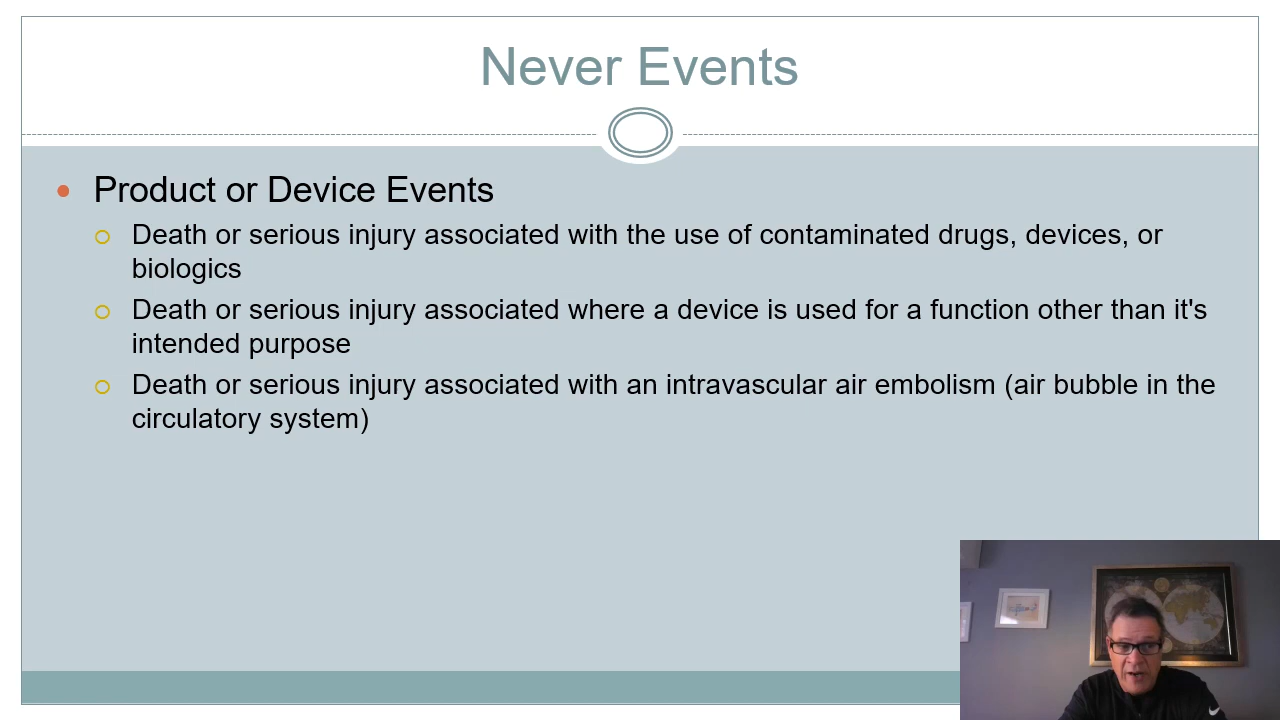 Never Events
Product or Device Events
Death or serious injury associated with the use of contaminated drugs, devices, or
biologics
Death or serious injury associated where a device is used for a function other than it's
intended purpose
Death or serious injury associated with an intravascular air embolism (air bubble in the
circulatory system)